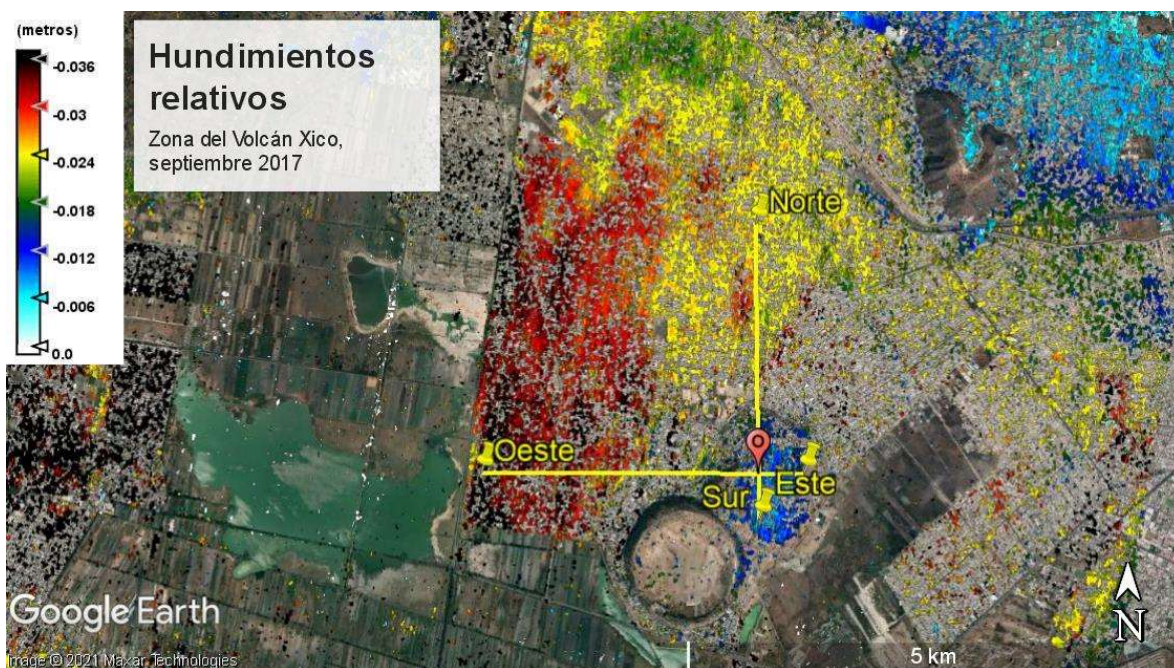 (metros)
-0.036
-0.03
-0.024
-0.018
-0.012
-0.006
0.0
Hundimientos
relativos
Zona del Volcán Xico,
septiembre 2017
Norte
O
Oeste
Sur
Este
Google Earth
Image © 2021 Maxar Technologies
5 km
N